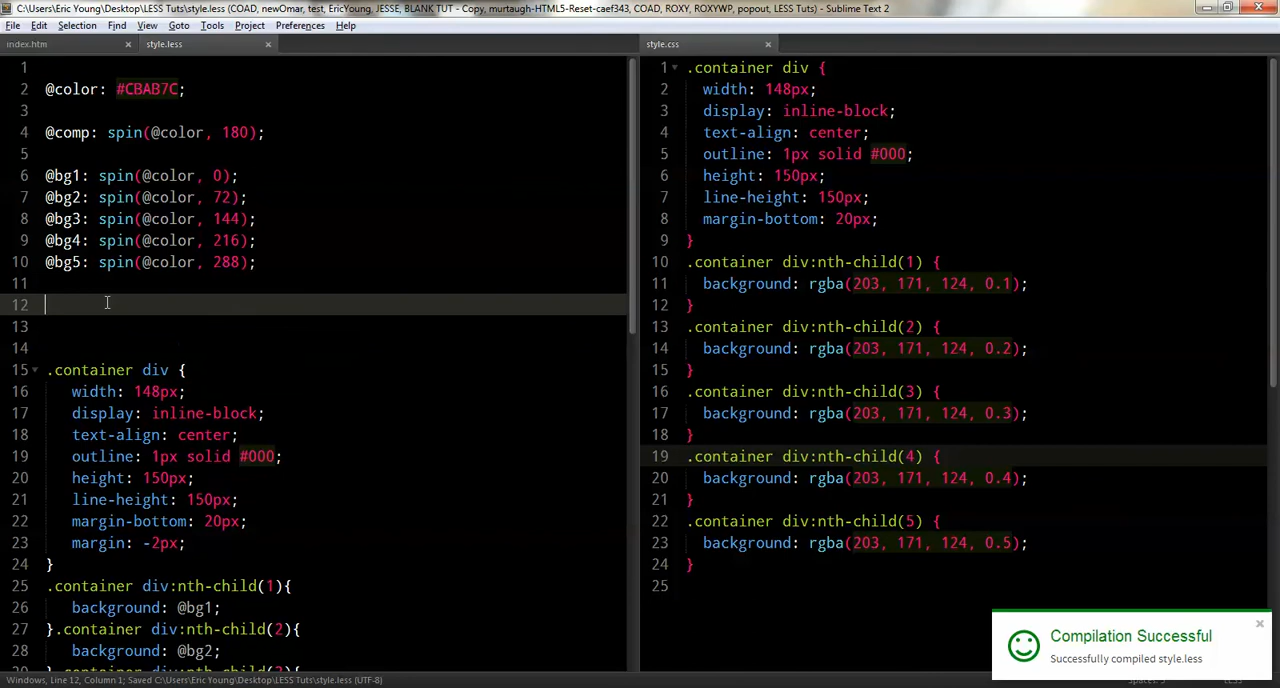 C:\Users\Eric Young\Desktop\LESS Tuts\style.less (COAD, newOmar, test, EricYoung, JESSE, BLANK TUT - Copy, murtaugh-HTML5-Reset-caef343, COAD, ROXY, ROXYWP, popout, LESS Tuts) - Sublime Text 2
File Edit Selection Find View Goto Tools Project Preferences Help
index.htm × style.less ×
1
2 @color: #CBAB7C;
3
4 @comp: spin(@color, 180);
5
6 @bg1: spin(@color, 0);
7 @bg2: spin(@color, 72);
8 @bg3: spin(@color, 144);
9 @bg4: spin(@color, 216);
10 @bg5: spin(@color, 288);
11
12
13
14
15 .container div {
16 width: 148px;
17 display: inline-block;
18 text-align: center;
19 outline: 1px solid #000;
20 height: 150px;
21 line-height: 150px;
22 margin-bottom: 20px;
23 margin: -2px;
24 }
25 .container div:nth-child(1){
26 background: @bg1;
27 }.container div:nth-child(2){
28 background: @bg2;
style.css ×
1 .container div {
2 width: 148px;
3 display: inline-block;
4 text-align: center;
5 outline: 1px solid #000;
6 height: 150px;
7 line-height: 150px;
8 margin-bottom: 20px;
9 }
10 .container div:nth-child(1) {
11 background: rgba(203, 171, 124, 0.1);
12 }
13 .container div:nth-child(2) {
14 background: rgba(203, 171, 124, 0.2);
15 }
16 .container div:nth-child(3) {
17 background: rgba(203, 171, 124, 0.3);
18 }
19 .container div:nth-child(4) {
20 background: rgba(203, 171, 124, 0.4);
21 }
22 .container div:nth-child(5) {
23 background: rgba(203, 171, 124, 0.5);
24 }
25
Compilation Successful
Successfully compiled style.less
Windows, Line 12, Column 1; Saved C:\Users\Eric Young\Desktop\LESS Tuts\style.less (UTF-8)